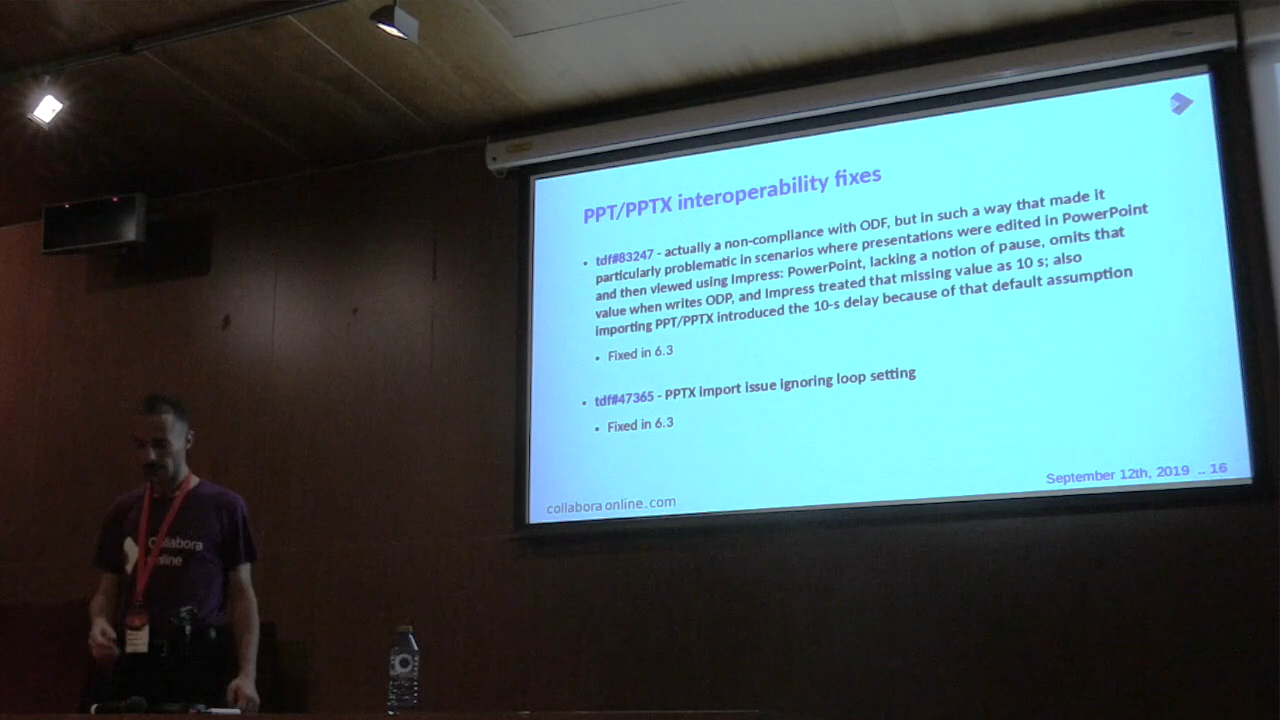 PPT/PPTX interoperability fixes
• tdf#83247 - actually a non-compliance with ODF, but in such a way that made it
particularly problematic in scenarios where presentations were edited in PowerPoint
and then viewed using Impress: PowerPoint, lacking a notion of pause, omits that
value when writes ODP, and Impress treated that missing value as 10 s; also
importing PPT/PPTX introduced the 10-s delay because of that default assumption
• Fixed in 6.3
• tdf#47365 - PPTX import issue ignoring loop setting
• Fixed in 6.3
collaboraonline.com
September 12th, 2019 .. 16
Collabora
online